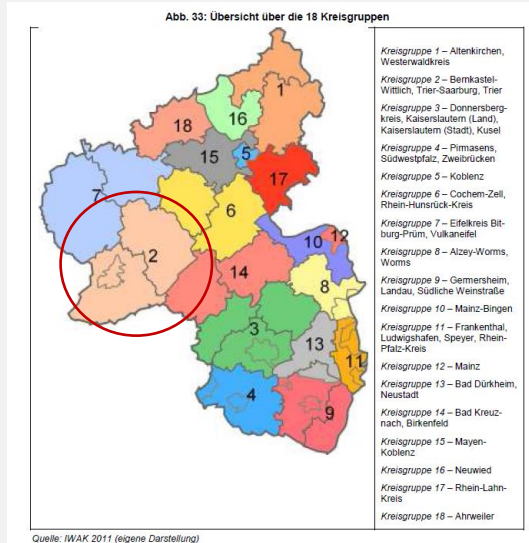 Abb. 33: Übersicht über die 18 Kreisgruppen
1
16
18
5
15
17
7
6
10
12
2
14
8
3
13
11
4
9
Kreisgruppe 1 – Altenkirchen,
Westerwaldkreis
Kreisgruppe 2 – Bernkastel-
Wittlich, Trier-Saarburg, Trier
Kreisgruppe 3 – Donnersberg-
kreis, Kaiserslautern (Land),
Kaiserslautern (Stadt), Kusel
Kreisgruppe 4 – Pirmasens,
Südwestpfalz, Zweibrücken
Kreisgruppe 5 – Koblenz
Kreisgruppe 6 – Cochem-Zell,
Rhein-Hunsrück-Kreis
Kreisgruppe 7 – Eifelkreis Bit-
burg-Prüm, Vulkaneifel
Kreisgruppe 8 – Alzey-Worms,
Worms
Kreisgruppe 9 – Germersheim,
Landau, Südliche Weinstraße
Kreisgruppe 10 – Mainz-Bingen
Kreisgruppe 11 – Frankenthal,
Ludwigshafen, Speyer, Rhein-
Pfalz-Kreis
Kreisgruppe 12 – Mainz
Kreisgruppe 13 – Bad Dürkheim,
Neustadt
Kreisgruppe 14 – Bad Kreuz-
nach, Birkenfeld
Kreisgruppe 15 – Mayen-
Koblenz
Kreisgruppe 16 – Neuwied
Kreisgruppe 17 – Rhein-Lahn-
Kreis
Kreisgruppe 18 – Ahrweiler
Quelle: IWAK 2011 (eigene Darstellung)